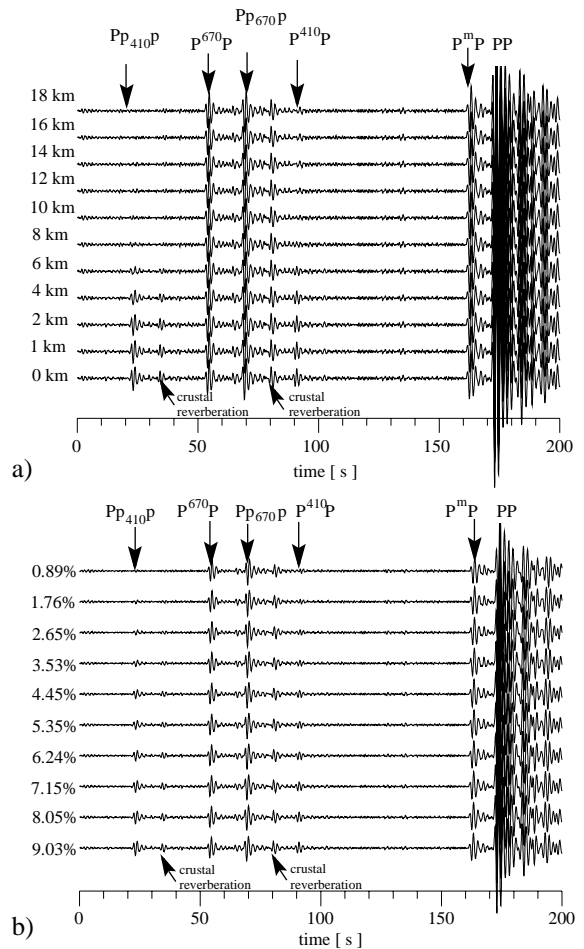 Pp₆₇₀p
Pp₄₁₀p P⁶⁷⁰P P⁴¹⁰P PᵐP PP
18 km
16 km
14 km
12 km
10 km
8 km
6 km
4 km
2 km
1 km
0 km
crustal
reverberation
crustal
reverberation
0 50 100 150 200
time [ s ]
a)
Pp₄₁₀p P⁶⁷⁰P Pp₆₇₀p P⁴¹⁰P PᵐP PP
0.89%
1.76%
2.65%
3.53%
4.45%
5.35%
6.24%
7.15%
8.05%
9.03%
crustal
reverberation
crustal
reverberation
0 50 100 150 200
time [ s ]
b)